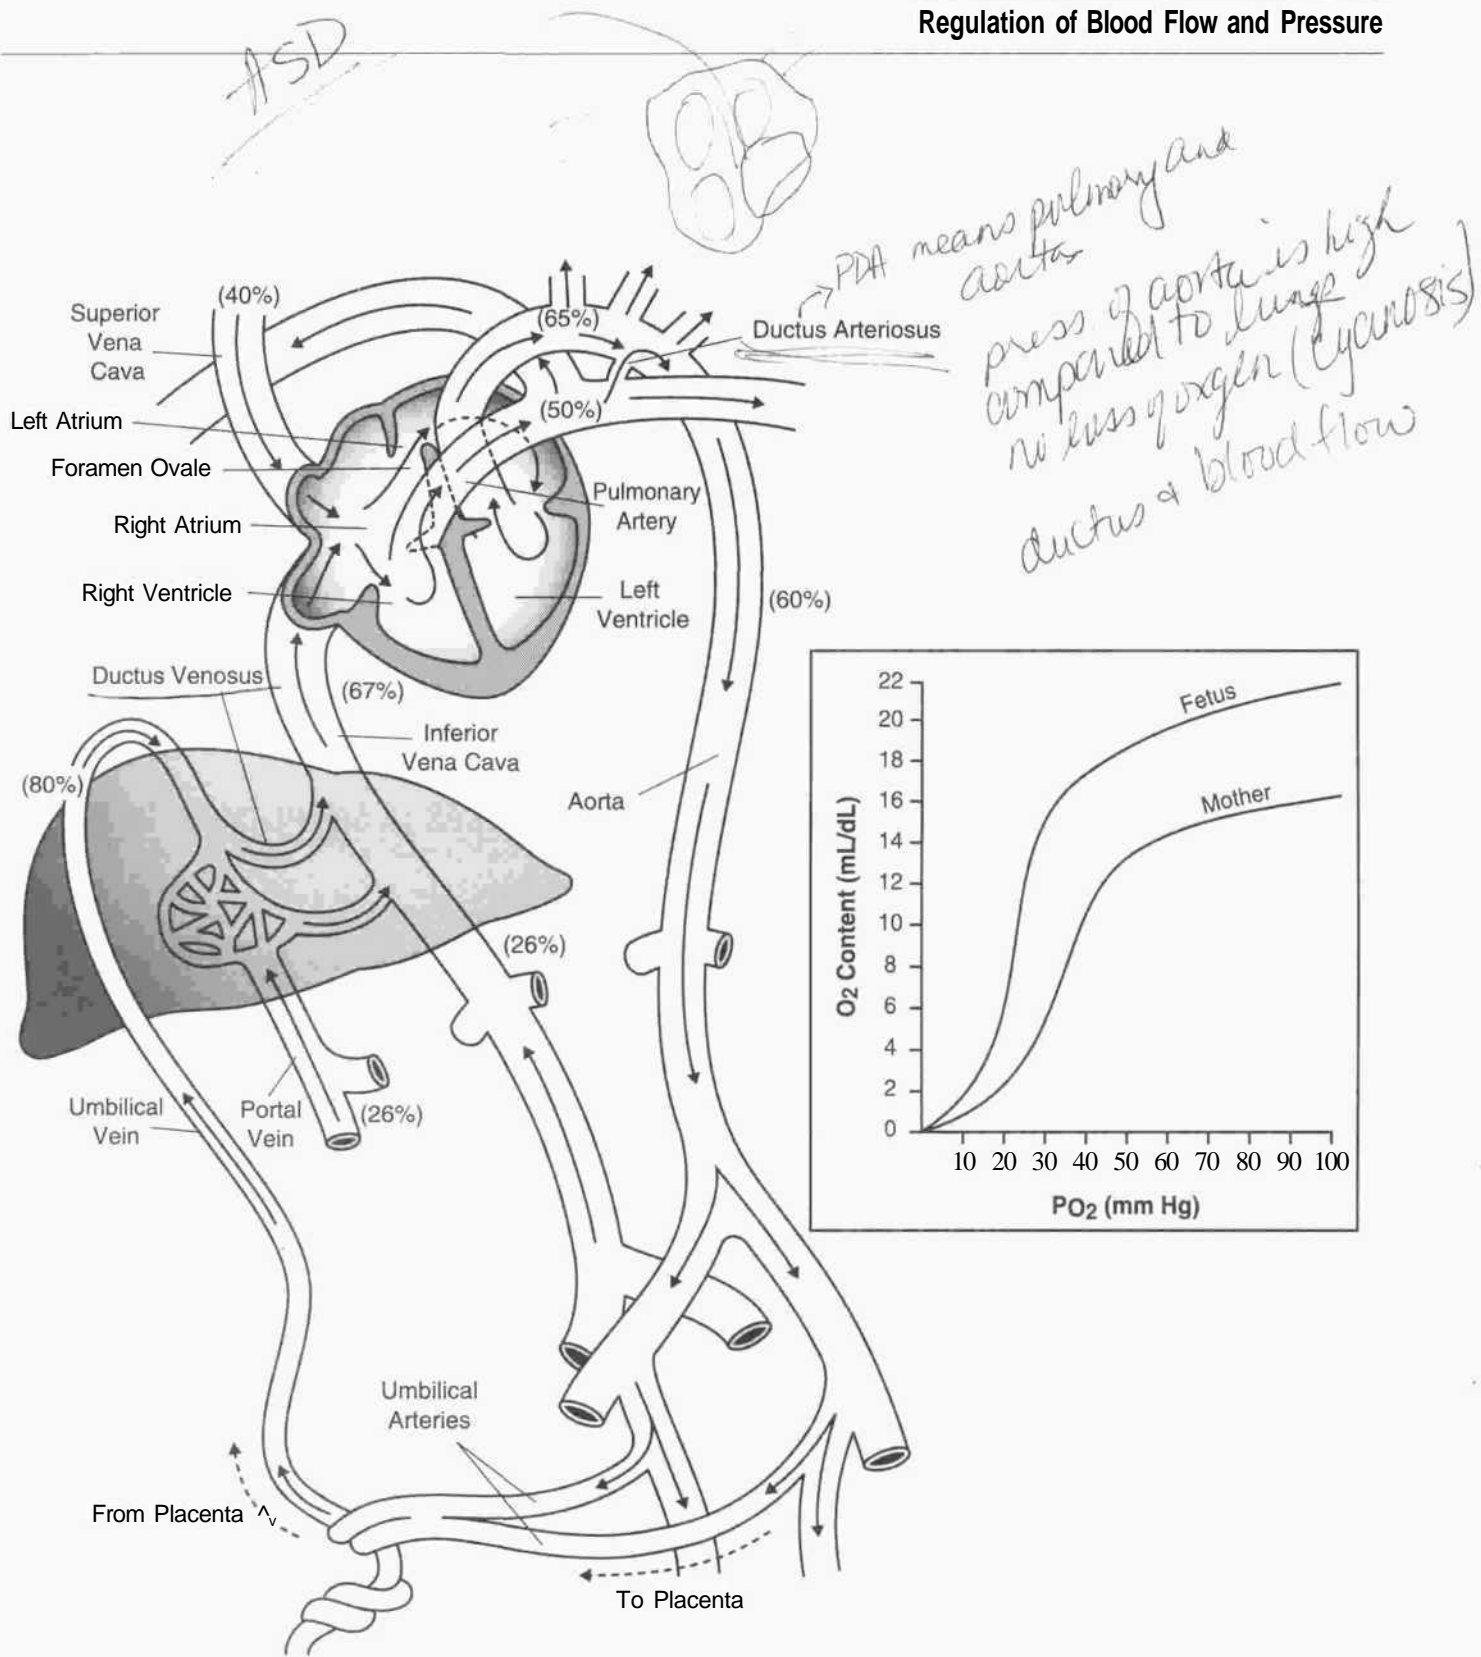 Regulation of Blood Flow and Pressure
ASD
PDA means pulmonary and
aorta
press of aorta is high
compared to lungs
no loss of oxgen (Cyanosis)
ductus & blood flow
(40%)
Superior
Vena
Cava
(65%)
Ductus Arteriosus
Left Atrium
(50%)
Foramen Ovale
Pulmonary
Artery
Right Atrium
Right Ventricle
Left
Ventricle
(60%)
Ductus Venosus
(67%)
Inferior
Vena Cava
(80%)
Aorta
(26%)
Umbilical
Vein
Portal
Vein
(26%)
O2 Content (mL/dL)
22
20
18
16
14
12
10
8
6
4
2
0
Fetus
Mother
10 20 30 40 50 60 70 80 90 100
PO2 (mm Hg)
Umbilical
Arteries
From Placenta ^v
To Placenta